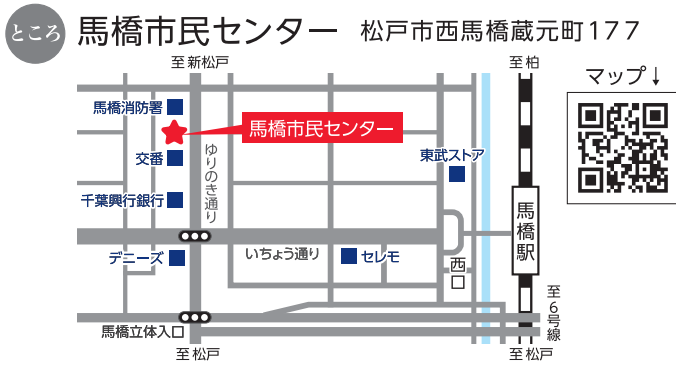 ところ 馬橋市民センター 松戸市西馬橋蔵元町177
至新松戸
至柏
マップ↓
馬橋消防署
馬橋市民センター
交番
ゆりのき通り
東武ストア
千葉興行銀行
馬橋駅
デニーズ
いちょう通り
セレモ
西口
至6号線
馬橋立体入口
至松戸
至松戸